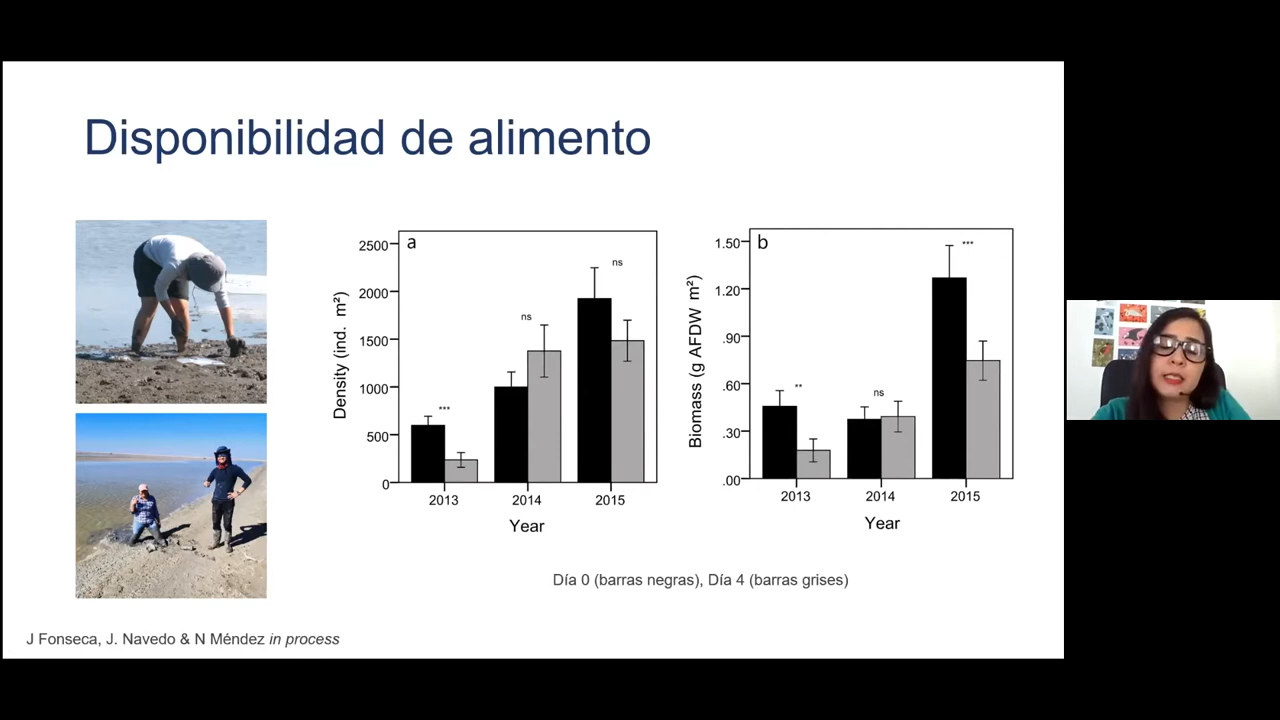 Disponibilidad de alimento
a
Density (ind. m²)
2500
2000
1500
1000
500
0
***
ns
ns
2013 2014 2015
Year
b
Biomass (g AFDW m²)
1.50
1.20
.90
.60
.30
.00
**
ns
***
2013 2014 2015
Year
Día 0 (barras negras), Día 4 (barras grises)
J Fonseca, J. Navedo & N Méndez in process